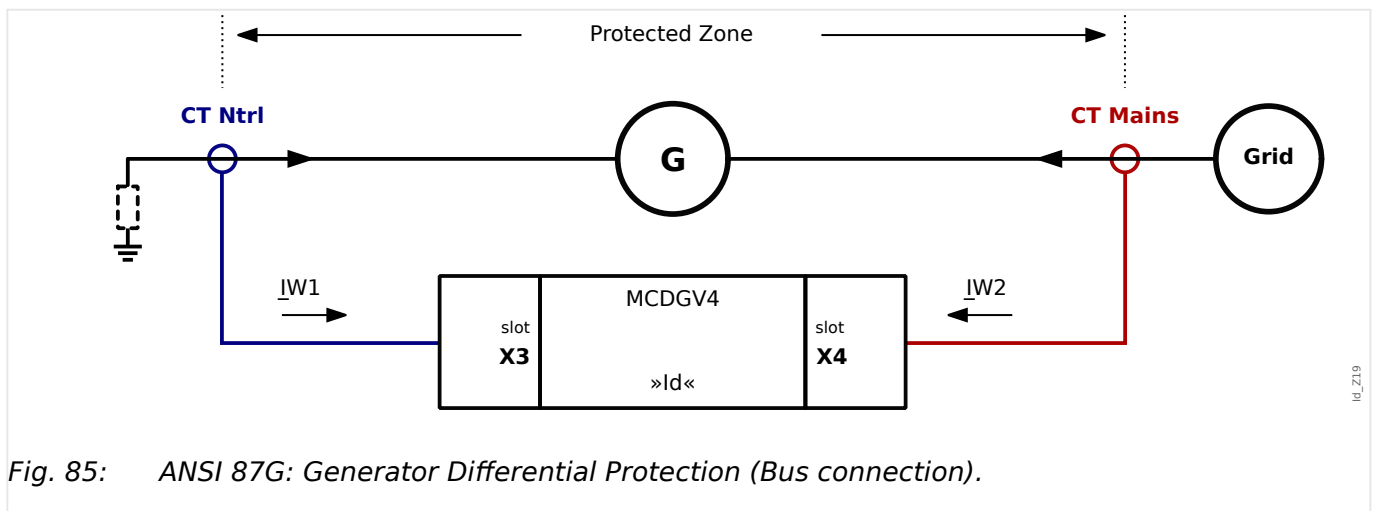 Protected Zone
CT Ntrl
CT Mains
G
Grid
IW1
IW2
MCDGV4
slot
X3
slot
X4
»Id«
Id_Z19
Fig. 85: ANSI 87G: Generator Differential Protection (Bus connection).